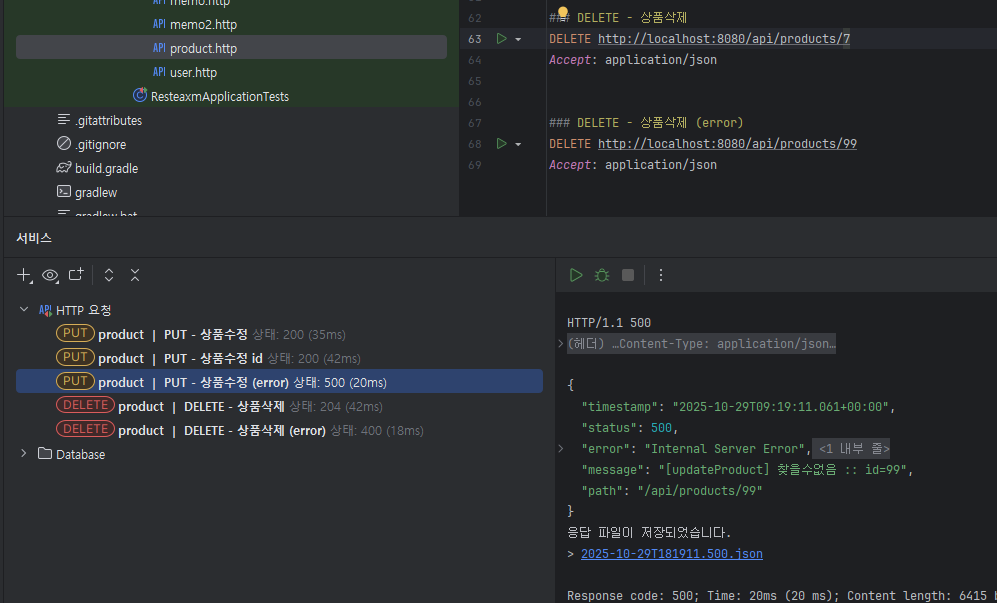 API memo.http
API memo2.http
API product.http
API user.http
ResteaxmApplicationTests
.gitattributes
.gitignore
build.gradle
gradlew
gradlew.bat
62 ### DELETE - 상품삭제
63 DELETE http://localhost:8080/api/products/7
64 Accept: application/json
65
66
67 ### DELETE - 상품삭제 (error)
68 DELETE http://localhost:8080/api/products/99
69 Accept: application/json
서비스
API HTTP 요청
PUT product | PUT - 상품수정 상태: 200 (35ms)
PUT product | PUT - 상품수정 id 상태: 200 (42ms)
PUT product | PUT - 상품수정 (error) 상태: 500 (20ms)
DELETE product | DELETE - 상품삭제 상태: 204 (42ms)
DELETE product | DELETE - 상품삭제 (error) 상태: 400 (18ms)
Database
HTTP/1.1 500
(헤더) …Content-Type: application/json…
{
"timestamp": "2025-10-29T09:19:11.061+00:00",
"status": 500,
"error": "Internal Server Error", <1 내부 줄>
"message": "[updateProduct] 찾을수없음 :: id=99",
"path": "/api/products/99"
}
응답 파일이 저장되었습니다.
> 2025-10-29T181911.500.json
Response code: 500; Time: 20ms (20 ms); Content length: 6415